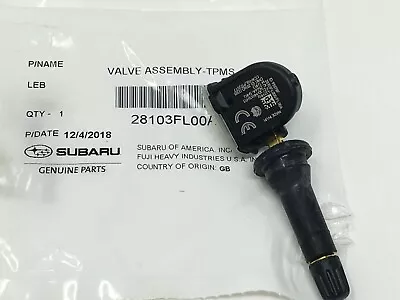 P/NAME VALVE ASSEMBLY-TPMS
LEB
QTY - 1 28103FL00A
P/DATE 12/4/2018
SUBARU
GENUINE PARTS
SUBARU OF AMERICA, INC
FUJI HEAVY INDUSTRIES U.S.A, IN
COUNTRY OF ORIGIN: GB